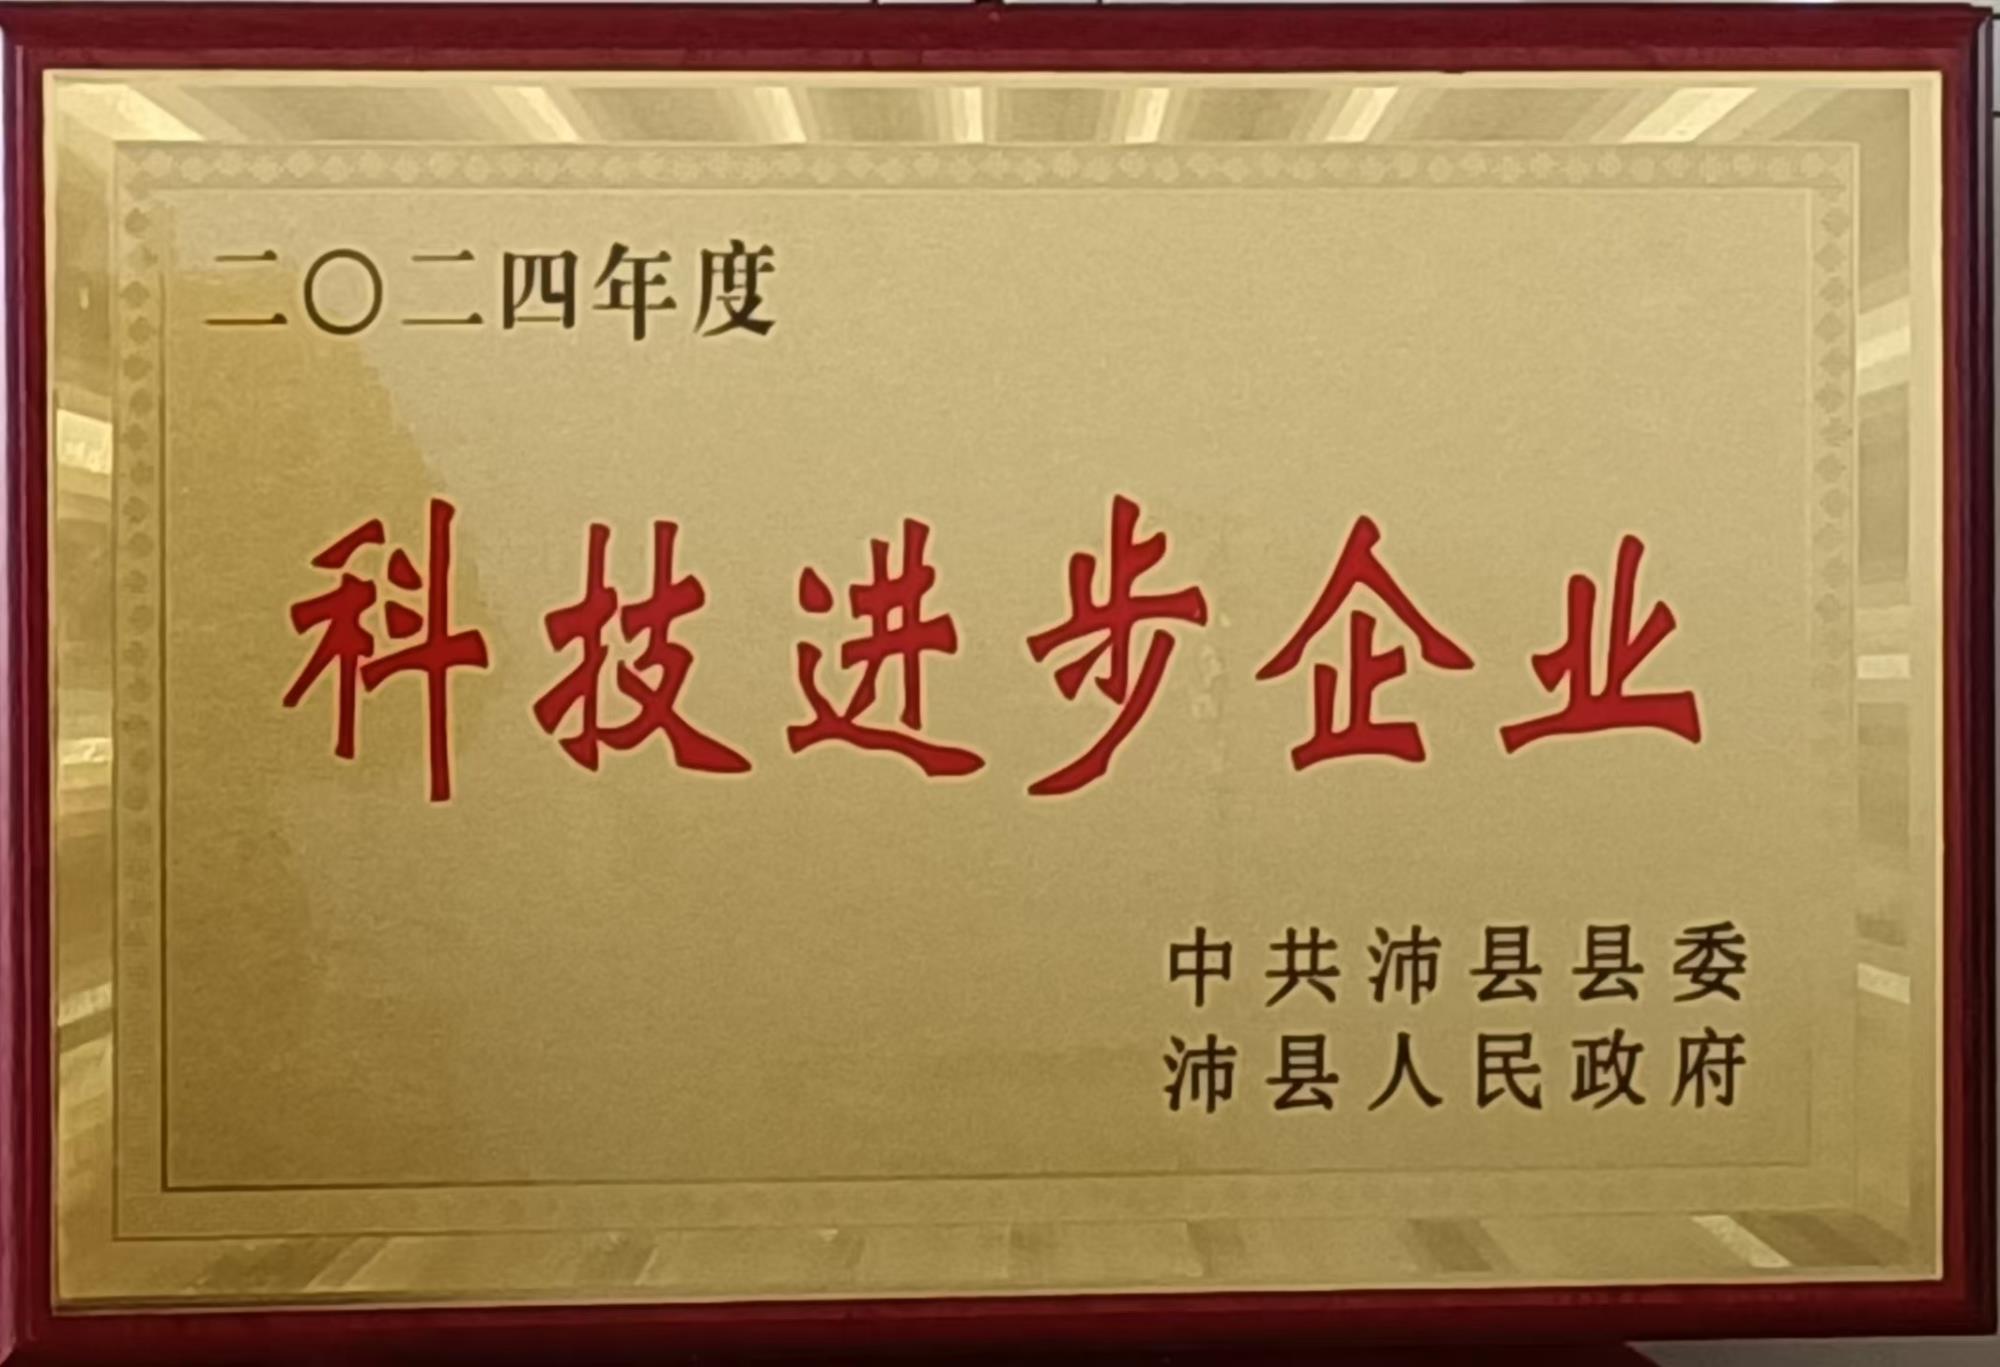 二〇二四年度
科技进步企业
中共沛县县委
沛县人民政府